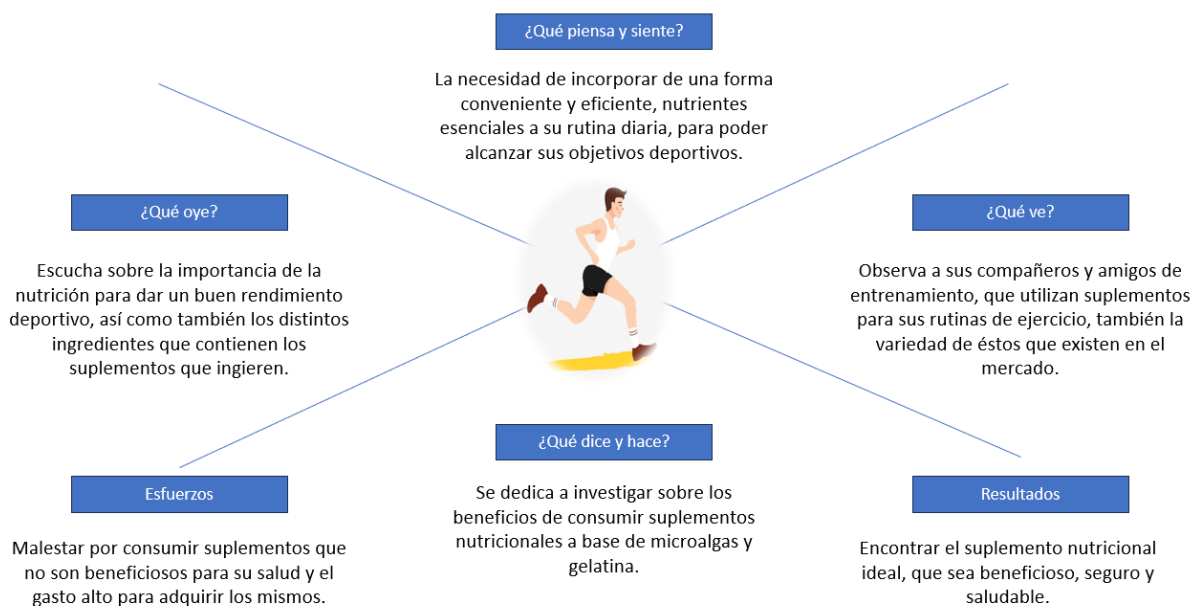 ¿Qué piensa y siente?
La necesidad de incorporar de una forma
conveniente y eficiente, nutrientes
esenciales a su rutina diaria, para poder
alcanzar sus objetivos deportivos.
¿Qué oye?
Escucha sobre la importancia de la
nutrición para dar un buen rendimiento
deportivo, así como también los distintos
ingredientes que contienen los
suplementos que ingieren.
¿Qué ve?
Observa a sus compañeros y amigos de
entrenamiento, que utilizan suplementos
para sus rutinas de ejercicio, también la
variedad de éstos que existen en el
mercado.
¿Qué dice y hace?
Se dedica a investigar sobre los
beneficios de consumir suplementos
nutricionales a base de microalgas y
gelatina.
Esfuerzos
Malestar por consumir suplementos que
no son beneficiosos para su salud y el
gasto alto para adquirir los mismos.
Resultados
Encontrar el suplemento nutricional
ideal, que sea beneficioso, seguro y
saludable.